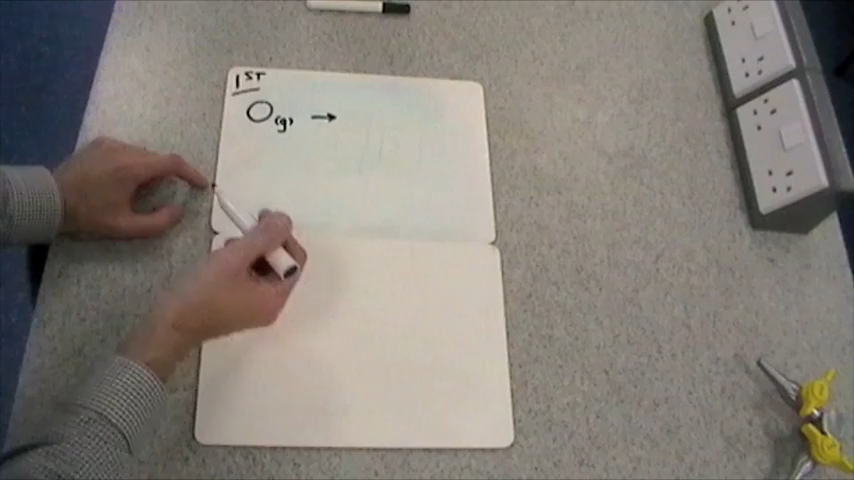 1ST
O(g) →